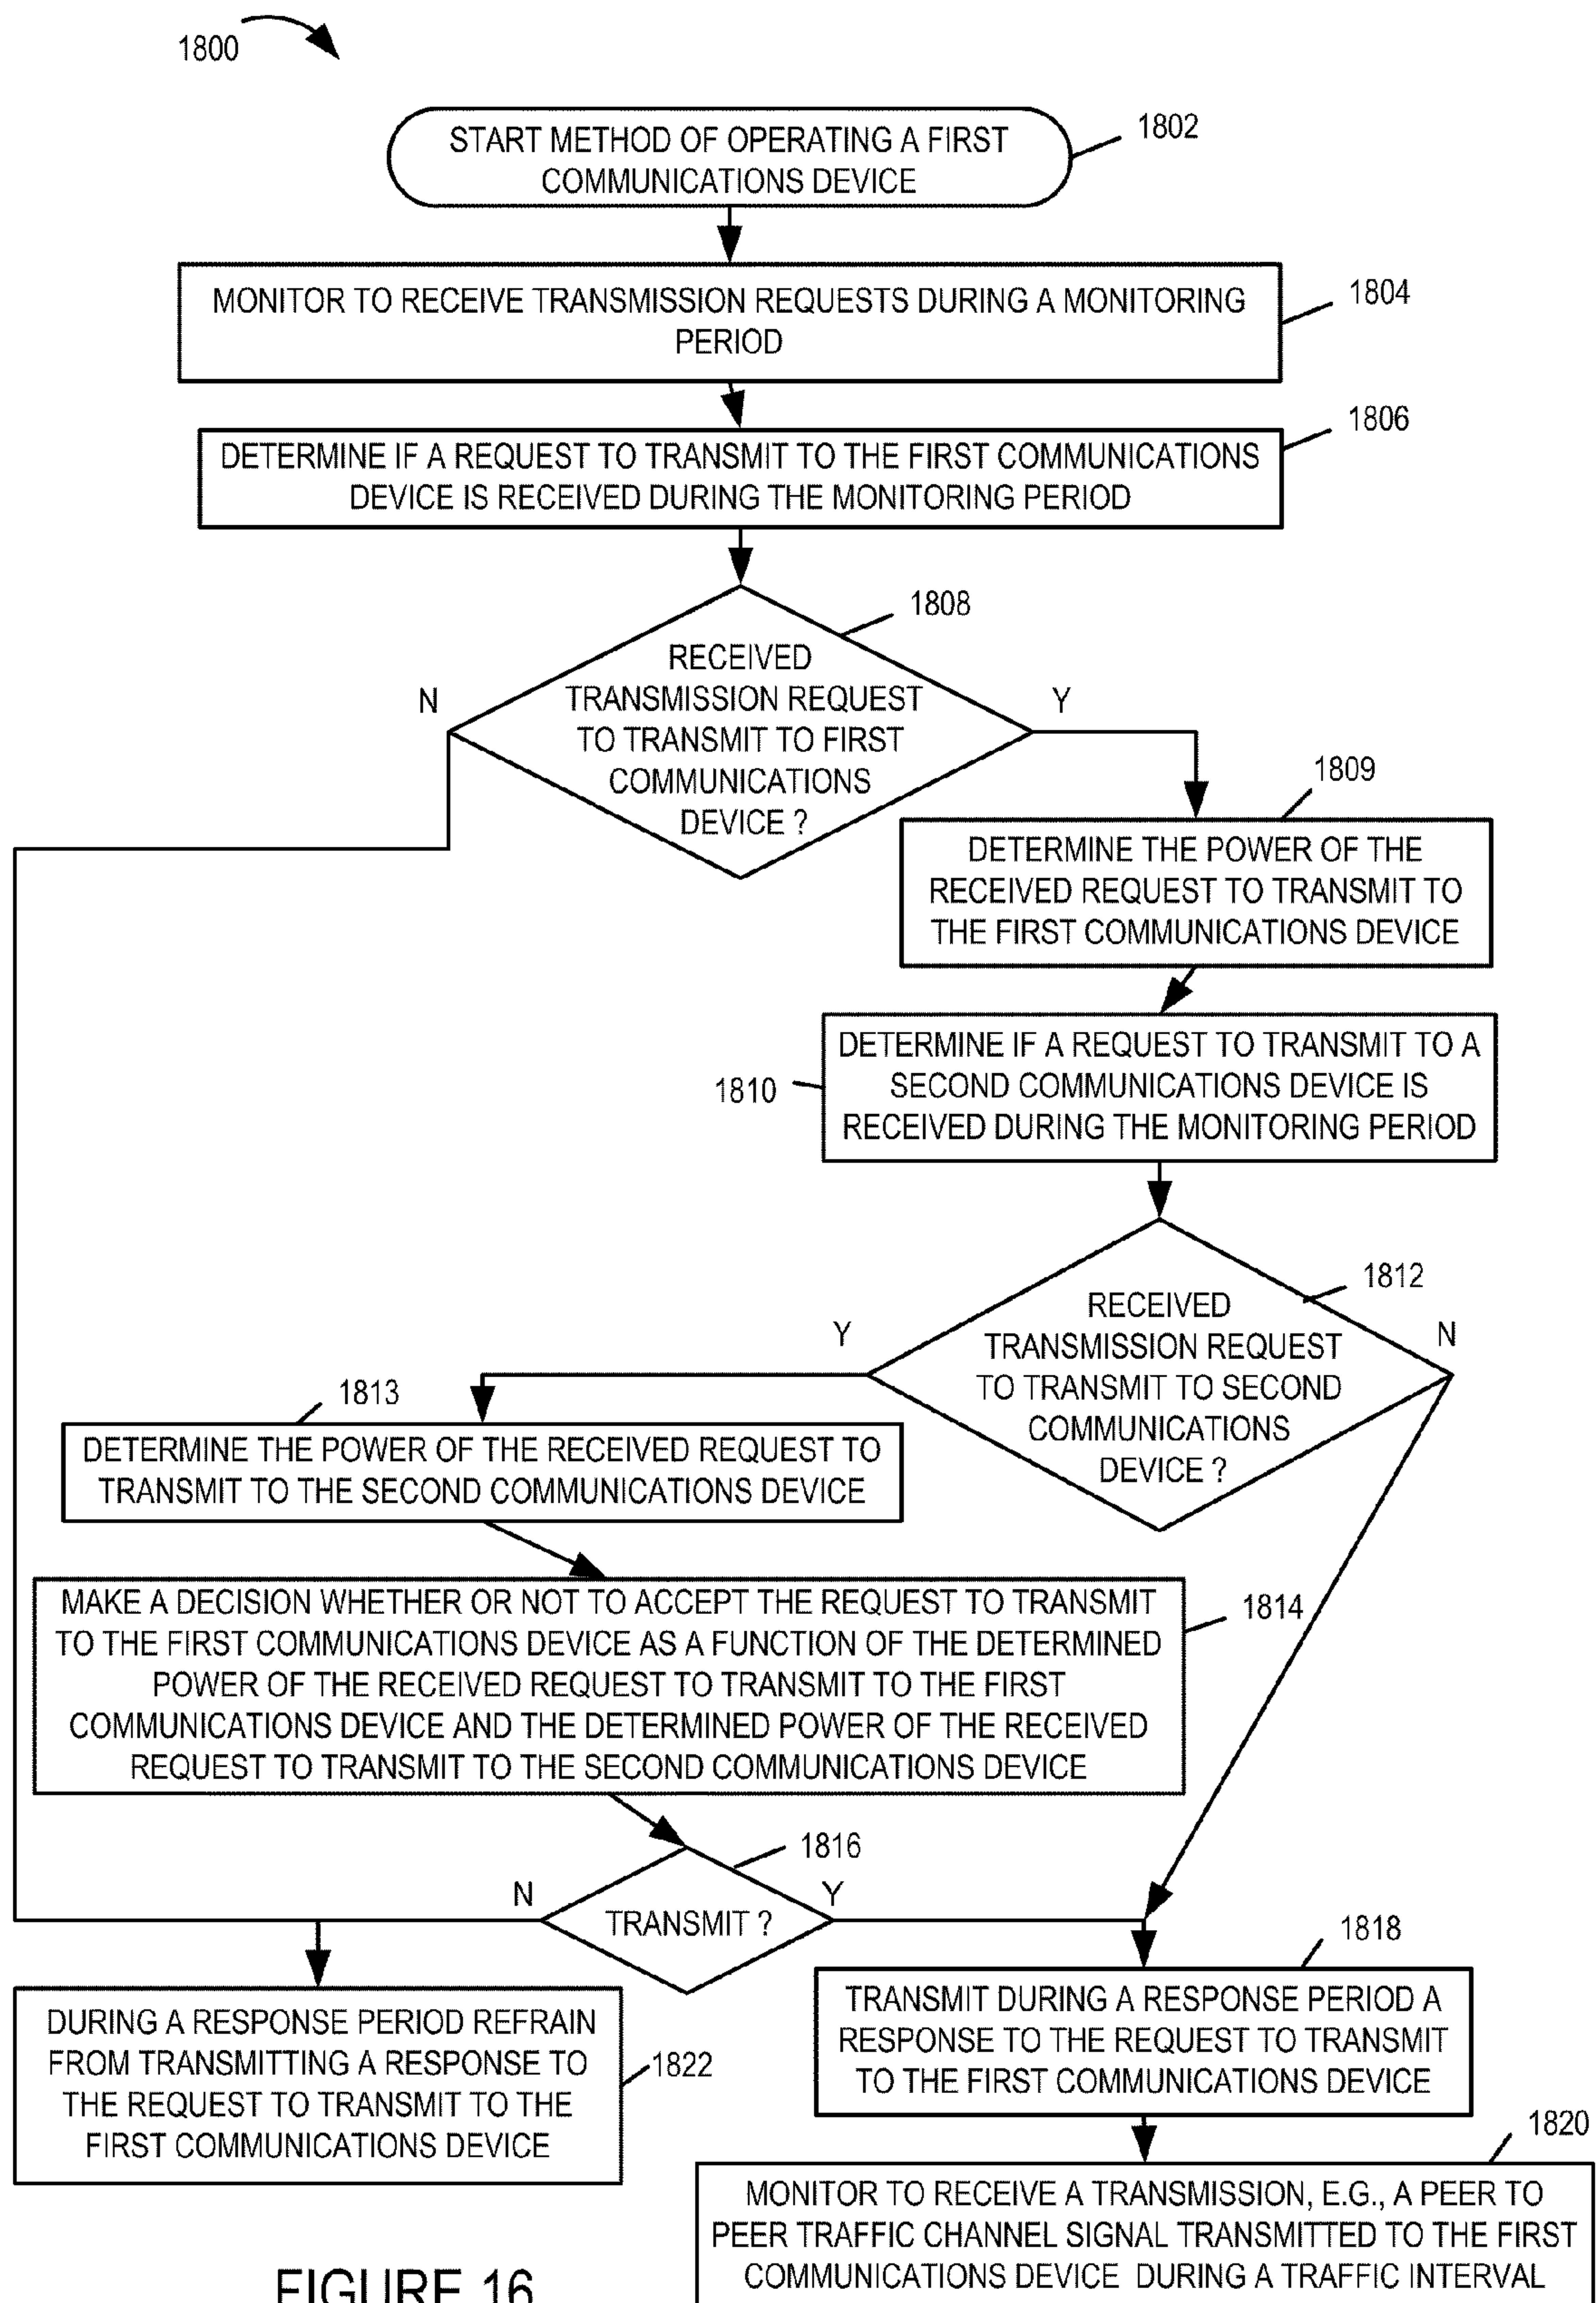 1800
START METHOD OF OPERATING A FIRST
COMMUNICATIONS DEVICE
1802
MONITOR TO RECEIVE TRANSMISSION REQUESTS DURING A MONITORING
PERIOD
1804
DETERMINE IF A REQUEST TO TRANSMIT TO THE FIRST COMMUNICATIONS
DEVICE IS RECEIVED DURING THE MONITORING PERIOD
1806
1808
RECEIVED
TRANSMISSION REQUEST
TO TRANSMIT TO FIRST
COMMUNICATIONS
DEVICE ?
N
Y
1809
DETERMINE THE POWER OF THE
RECEIVED REQUEST TO TRANSMIT TO
THE FIRST COMMUNICATIONS DEVICE
1810
DETERMINE IF A REQUEST TO TRANSMIT TO A
SECOND COMMUNICATIONS DEVICE IS
RECEIVED DURING THE MONITORING PERIOD
1812
RECEIVED
TRANSMISSION REQUEST
TO TRANSMIT TO SECOND
COMMUNICATIONS
DEVICE ?
Y
N
1813
DETERMINE THE POWER OF THE RECEIVED REQUEST TO
TRANSMIT TO THE SECOND COMMUNICATIONS DEVICE
MAKE A DECISION WHETHER OR NOT TO ACCEPT THE REQUEST TO TRANSMIT
TO THE FIRST COMMUNICATIONS DEVICE AS A FUNCTION OF THE DETERMINED
POWER OF THE RECEIVED REQUEST TO TRANSMIT TO THE FIRST
COMMUNICATIONS DEVICE AND THE DETERMINED POWER OF THE RECEIVED
REQUEST TO TRANSMIT TO THE SECOND COMMUNICATIONS DEVICE
1814
1816
N
TRANSMIT ?
Y
1818
DURING A RESPONSE PERIOD REFRAIN
FROM TRANSMITTING A RESPONSE TO
THE REQUEST TO TRANSMIT TO THE
FIRST COMMUNICATIONS DEVICE
1822
TRANSMIT DURING A RESPONSE PERIOD A
RESPONSE TO THE REQUEST TO TRANSMIT
TO THE FIRST COMMUNICATIONS DEVICE
1820
MONITOR TO RECEIVE A TRANSMISSION, E.G., A PEER TO
PEER TRAFFIC CHANNEL SIGNAL TRANSMITTED TO THE FIRST
COMMUNICATIONS DEVICE DURING A TRAFFIC INTERVAL
FIGURE 16